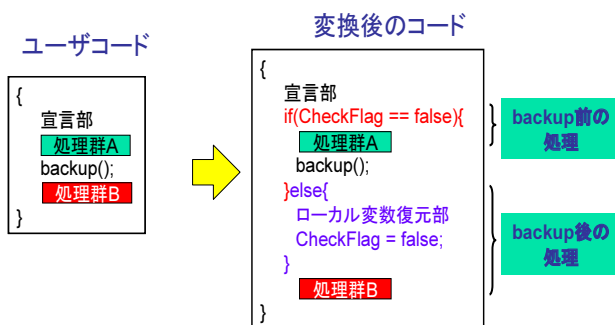 ユーザコード
{
宣言部
処理群A
backup();
処理群B
}
変換後のコード
{
宣言部
if(CheckFlag == false){
処理群A
backup();
}else{
ローカル変数復元部
CheckFlag = false;
}
処理群B
}
backup前の
処理
backup後の
処理